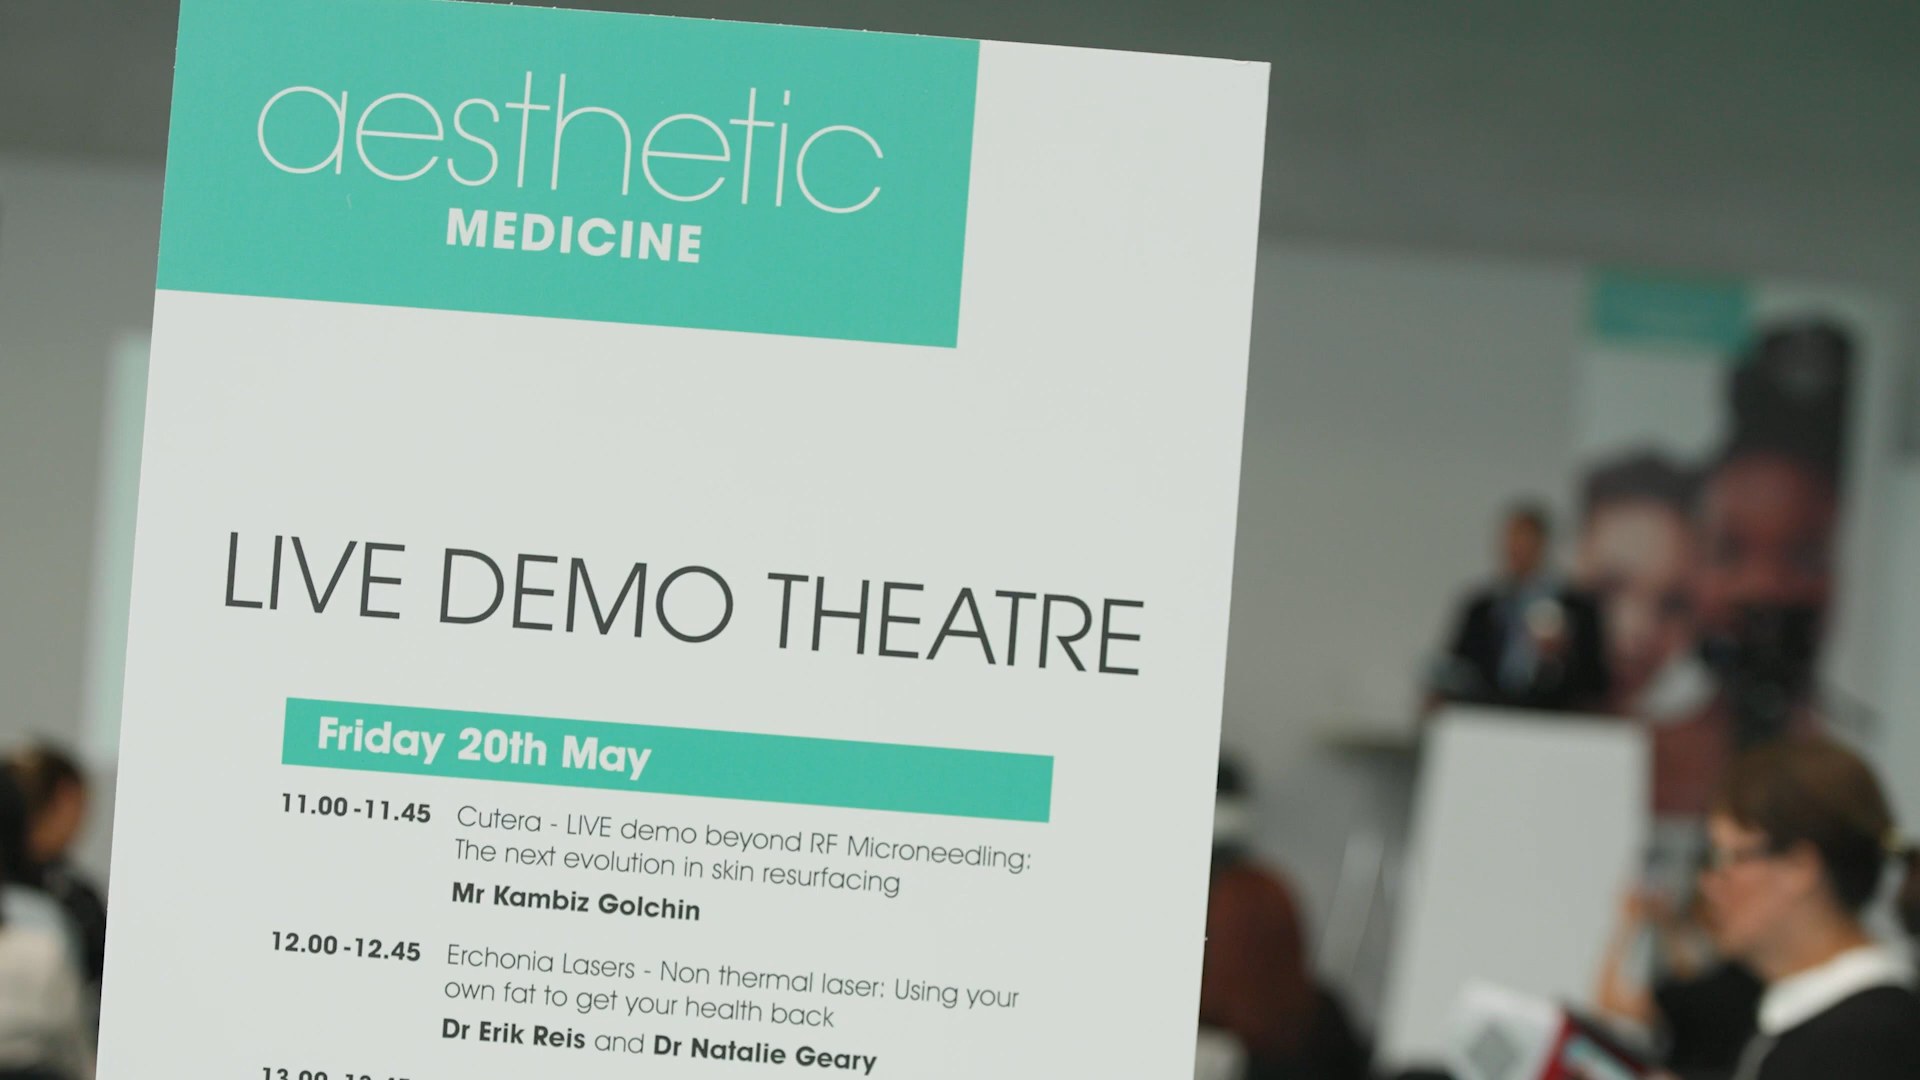 aesthetic
MEDICINE
LIVE DEMO THEATRE
Friday 20th May
11.00 -11.45 Cutera - LIVE demo beyond RF Microneedling:
The next evolution in skin resurfacing
Mr Kambiz Golchin
12.00 -12.45 Erchonia Lasers - Non thermal laser: Using your
own fat to get your health back
Dr Erik Reis and Dr Natalie Geary